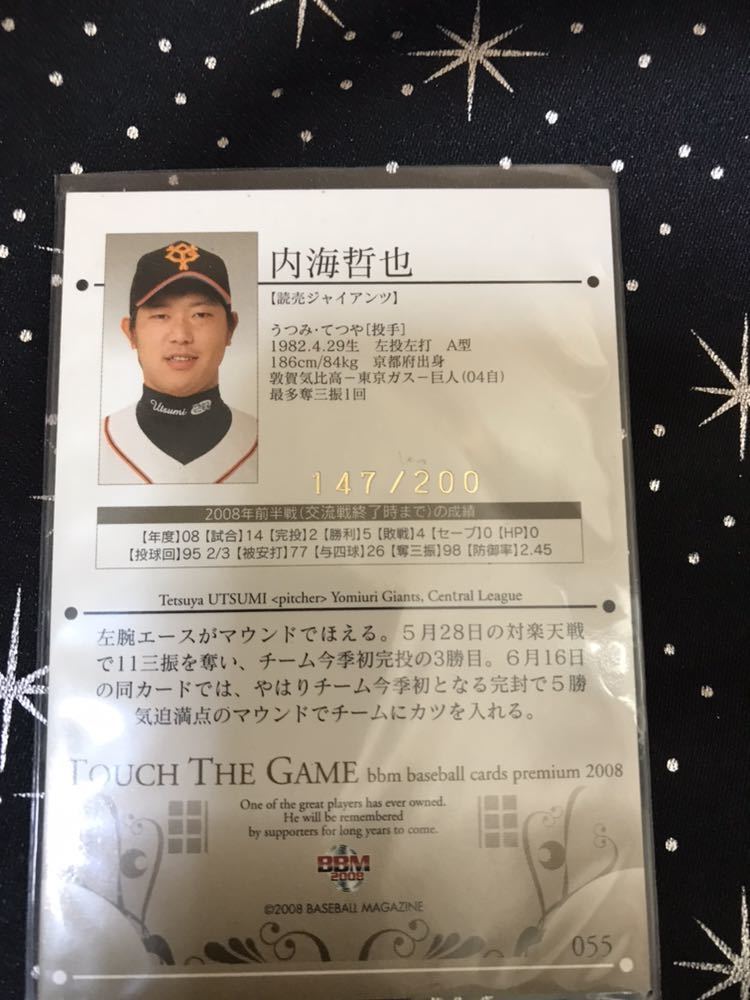 内海哲也
【読売ジャイアンツ】
うつみ・てつや[投手]
1982.4.29生 左投左打 A型
186cm/84kg 京都府出身
敦賀気比高－東京ガス－巨人(04自)
最多奪三振1回
Utsumi 26
147/200
2008年前半戦(交流戦終了時まで)の成績
【年度】08【試合】14【完投】2【勝利】5【敗戦】4【セーブ】0【HP】0
【投球回】95 2/3【被安打】77【与四球】26【奪三振】98【防御率】2.45
Tetsuya UTSUMI <pitcher> Yomiuri Giants, Central League
左腕エースがマウンドでほえる。５月28日の対楽天戦
で11三振を奪い、チーム今季初完投の3勝目。６月16日
の同カードでは、やはりチーム今季初となる完封で５勝
気迫満点のマウンドでチームにカツを入れる。
TOUCH THE GAME bbm baseball cards premium 2008
One of the great players has ever owned.
He will be remembered
by supporters for long years to come.
BBM
2008
©2008 BASEBALL MAGAZINE
055